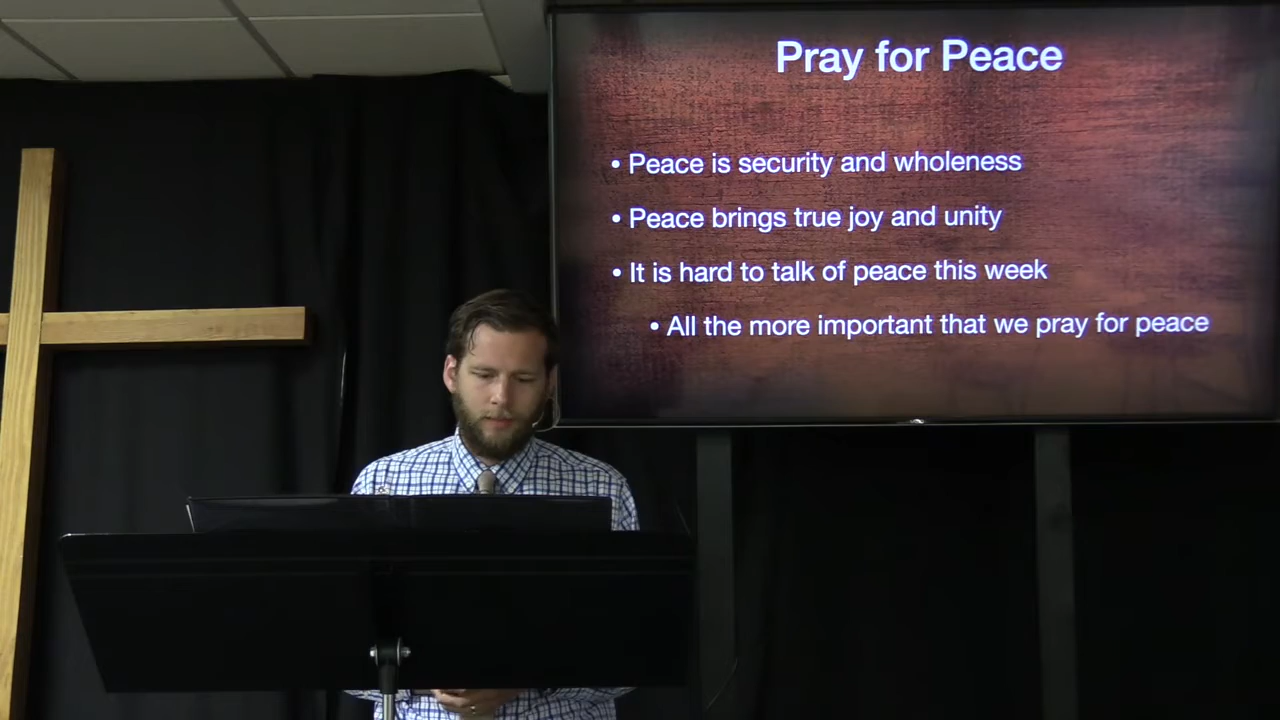 Pray for Peace
• Peace is security and wholeness
• Peace brings true joy and unity
• It is hard to talk of peace this week
• All the more important that we pray for peace